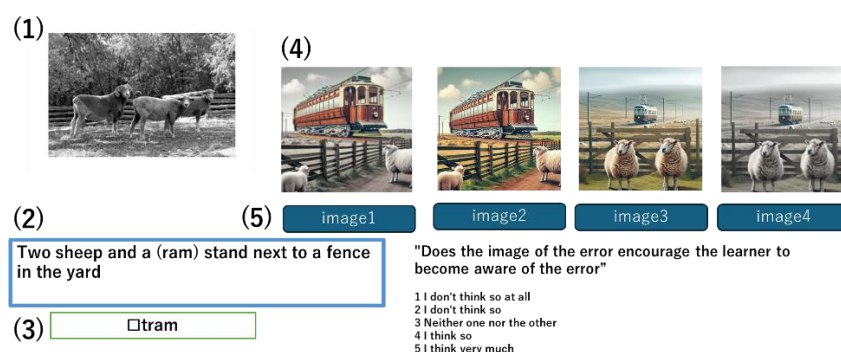 (1)
(4)
(2)
(5)
image1
image2
image3
image4
Two sheep and a (ram) stand next to a fence
in the yard
"Does the image of the error encourage the learner to
become aware of the error"
1 I don't think so at all
2 I don't think so
3 Neither one nor the other
4 I think so
5 I think very much
(3)
□tram